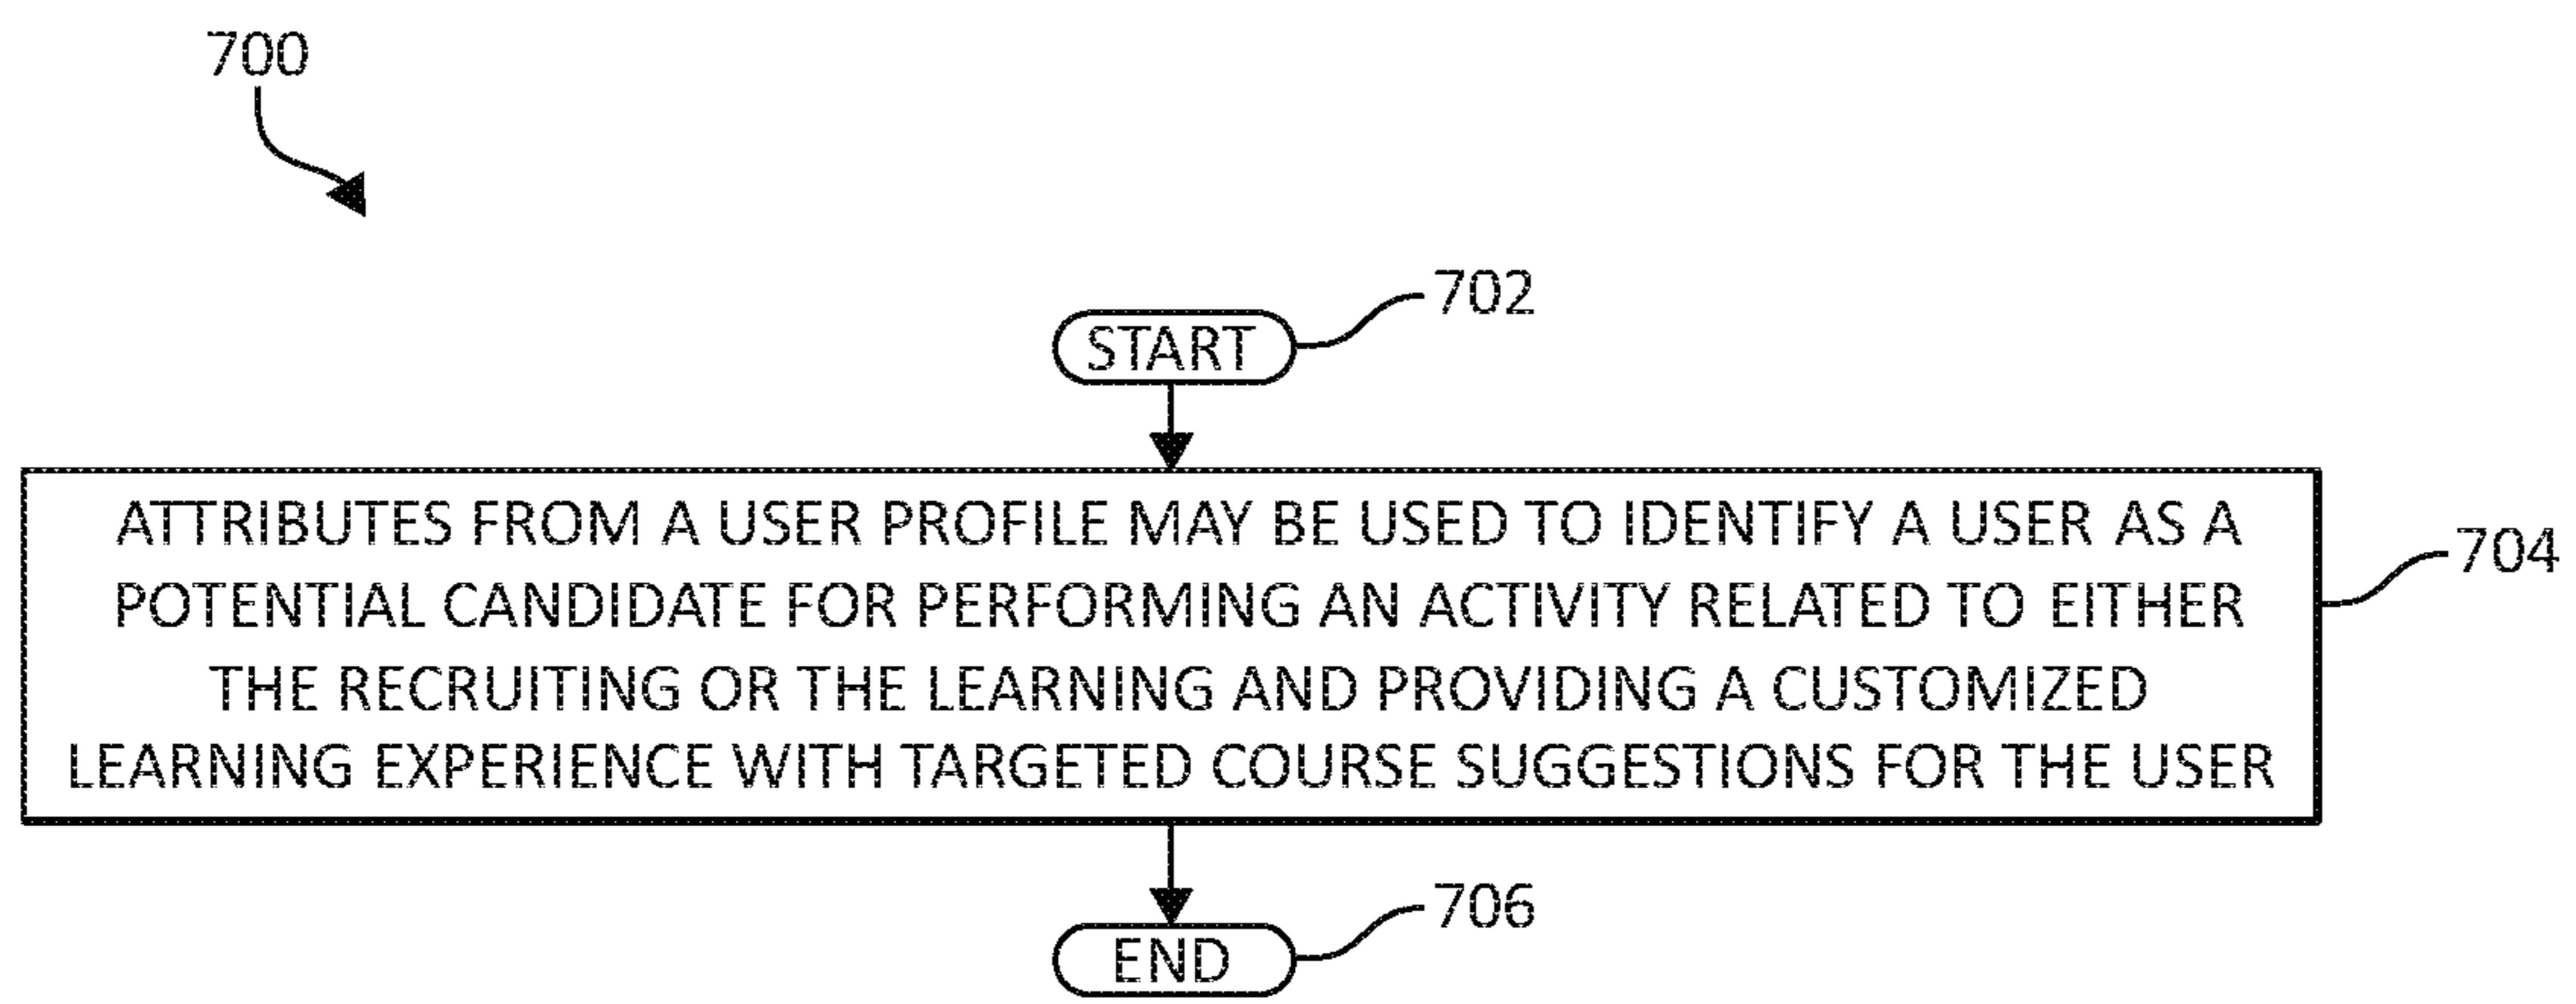 700
702
START
ATTRIBUTES FROM A USER PROFILE MAY BE USED TO IDENTIFY A USER AS A
POTENTIAL CANDIDATE FOR PERFORMING AN ACTIVITY RELATED TO EITHER
THE RECRUITING OR THE LEARNING AND PROVIDING A CUSTOMIZED
LEARNING EXPERIENCE WITH TARGETED COURSE SUGGESTIONS FOR THE USER
704
706
END